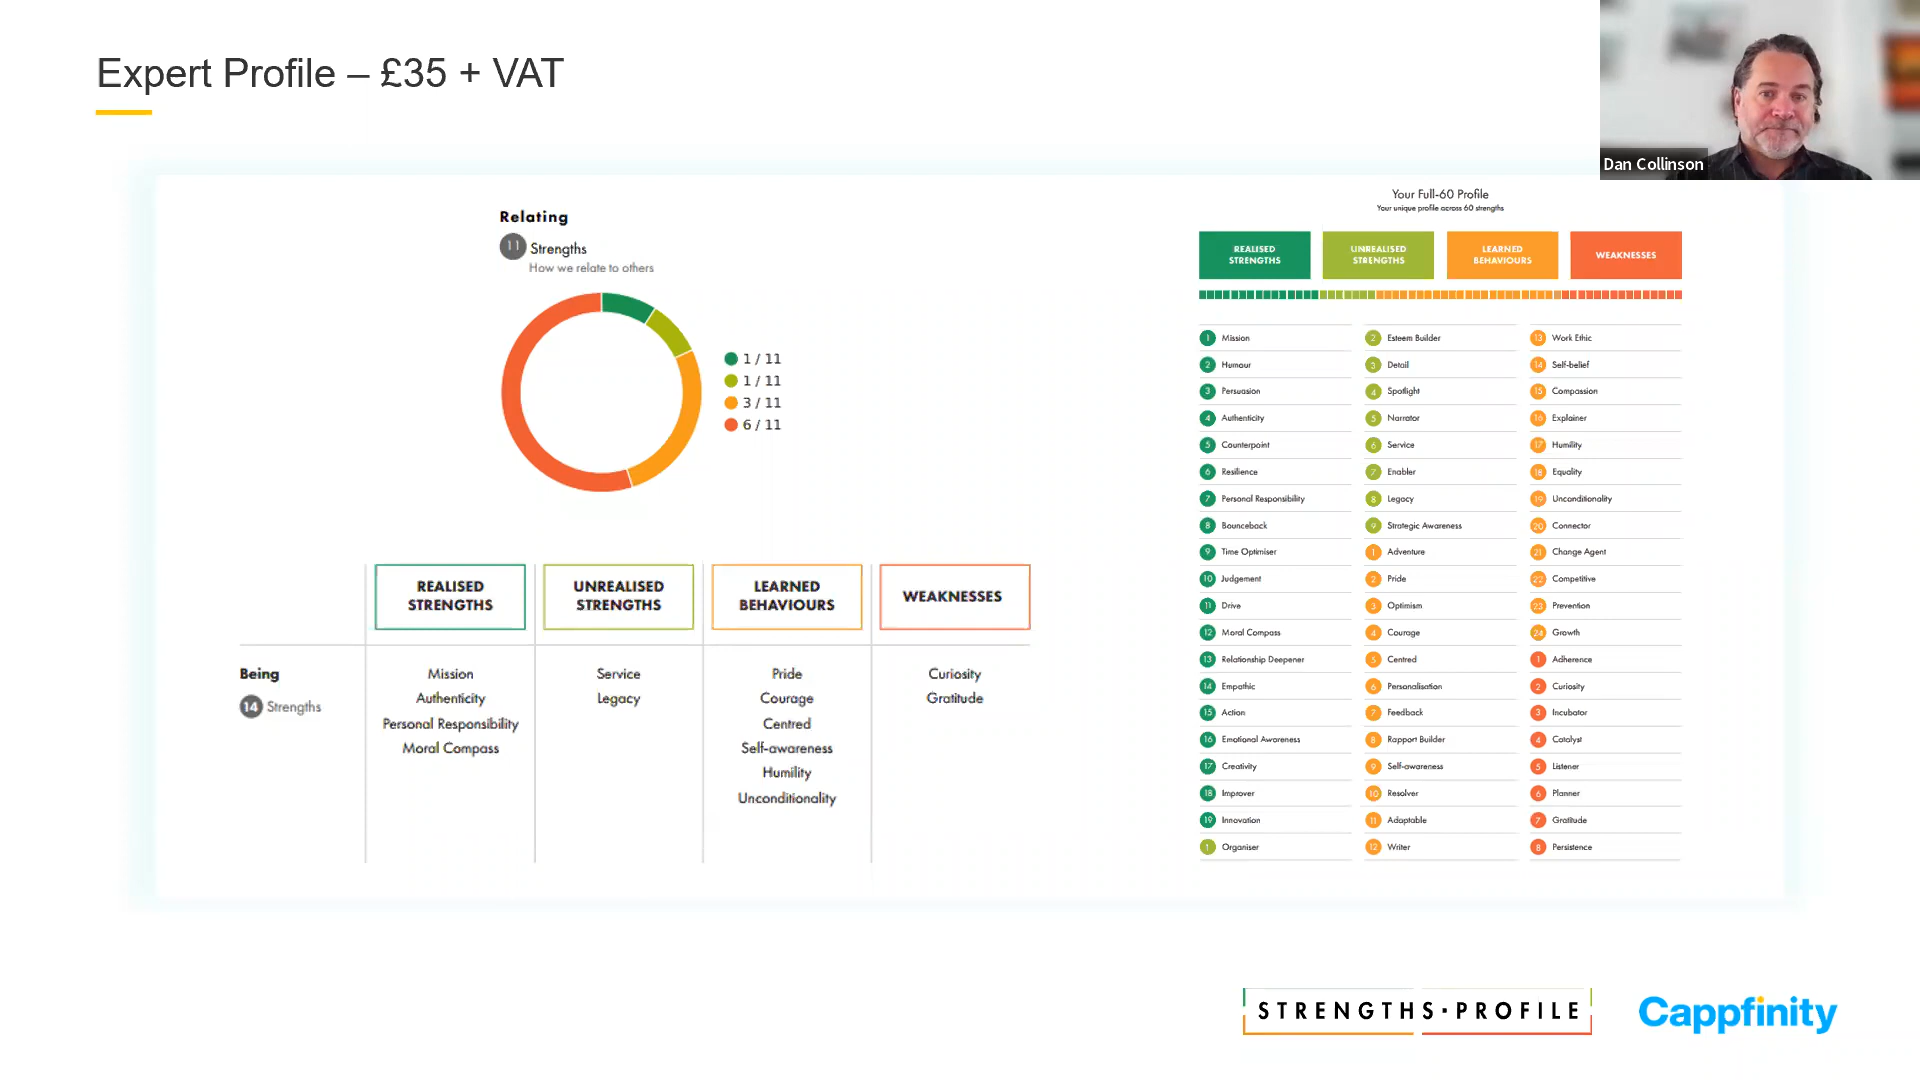 Expert Profile – £35 + VAT
Dan Collinson
Relating
11 Strengths
How we relate to others
1 / 11
1 / 11
3 / 11
6 / 11
REALISED STRENGTHS
UNREALISED STRENGTHS
LEARNED BEHAVIOURS
WEAKNESSES
Being
14 Strengths
Mission
Authenticity
Personal Responsibility
Moral Compass
Service
Legacy
Pride
Courage
Centred
Self-awareness
Humility
Unconditionality
Curiosity
Gratitude
Your Full-60 Profile
Your unique profile across 60 strengths
REALISED STRENGTHS
UNREALISED STRENGTHS
LEARNED BEHAVIOURS
WEAKNESSES
1 Mission
2 Humour
3 Persuasion
4 Authenticity
5 Counterpoint
6 Resilience
7 Personal Responsibility
8 Bounceback
9 Time Optimiser
10 Judgement
11 Drive
12 Moral Compass
13 Relationship Deepener
14 Empathic
15 Action
16 Emotional Awareness
17 Creativity
18 Improver
19 Innovation
1 Organiser
2 Esteem Builder
3 Detail
4 Spotlight
5 Narrator
6 Service
7 Enabler
8 Legacy
9 Strategic Awareness
1 Adventure
2 Pride
3 Optimism
4 Courage
5 Centred
6 Personalisation
7 Feedback
8 Rapport Builder
9 Self-awareness
10 Resolver
11 Adaptable
12 Writer
13 Work Ethic
14 Self-belief
15 Compassion
16 Explainer
17 Humility
18 Equality
19 Unconditionality
20 Connector
21 Change Agent
22 Competitive
23 Prevention
24 Growth
1 Adherence
2 Curiosity
3 Incubator
4 Catalyst
5 Listener
6 Planner
7 Gratitude
8 Persistence
STRENGTHS·PROFILE
Cappfinity